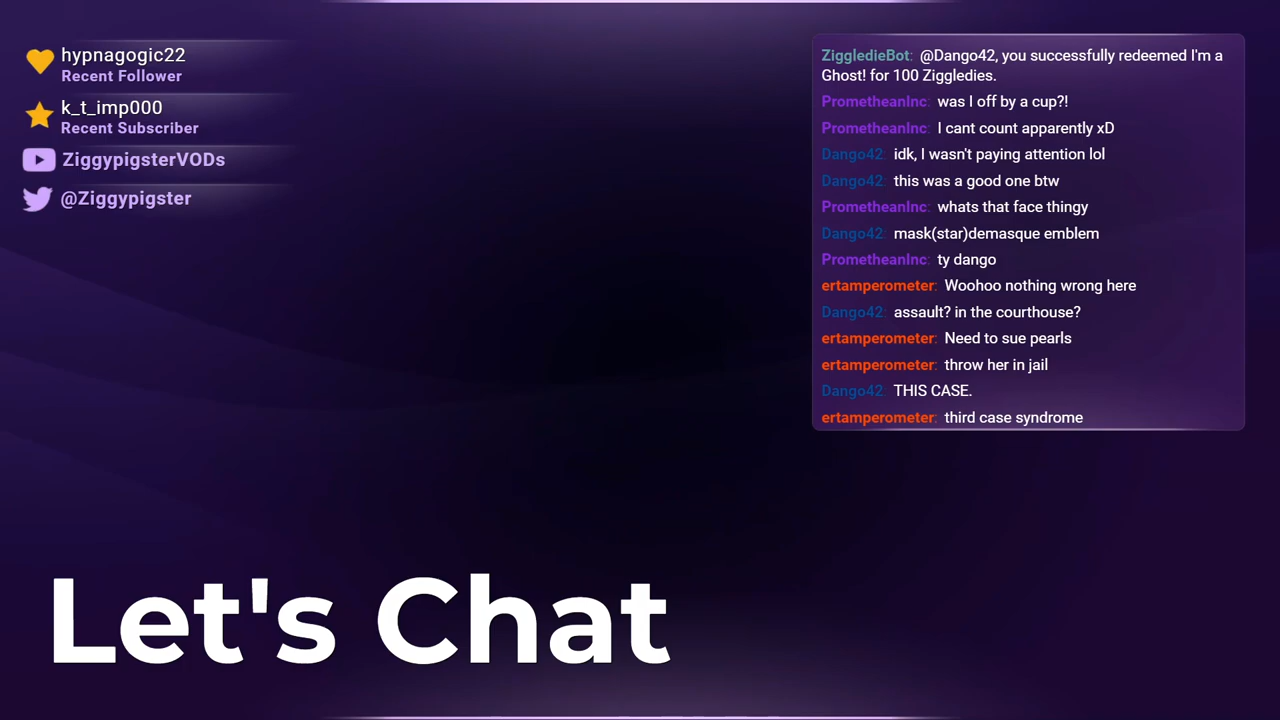 hypnagogic22
Recent Follower
k_t_imp000
Recent Subscriber
ZiggypigsterVODs
@Ziggypigster
ZiggledieBot: @Dango42, you successfully redeemed I'm a
Ghost! for 100 Ziggledies.
PrometheanInc: was I off by a cup?!
PrometheanInc: I cant count apparently xD
Dango42: idk, I wasn't paying attention lol
Dango42: this was a good one btw
PrometheanInc: whats that face thingy
Dango42: mask(star)demasque emblem
PrometheanInc: ty dango
ertamperometer: Woohoo nothing wrong here
Dango42: assault? in the courthouse?
ertamperometer: Need to sue pearls
ertamperometer: throw her in jail
Dango42: THIS CASE.
ertamperometer: third case syndrome
Let's Chat